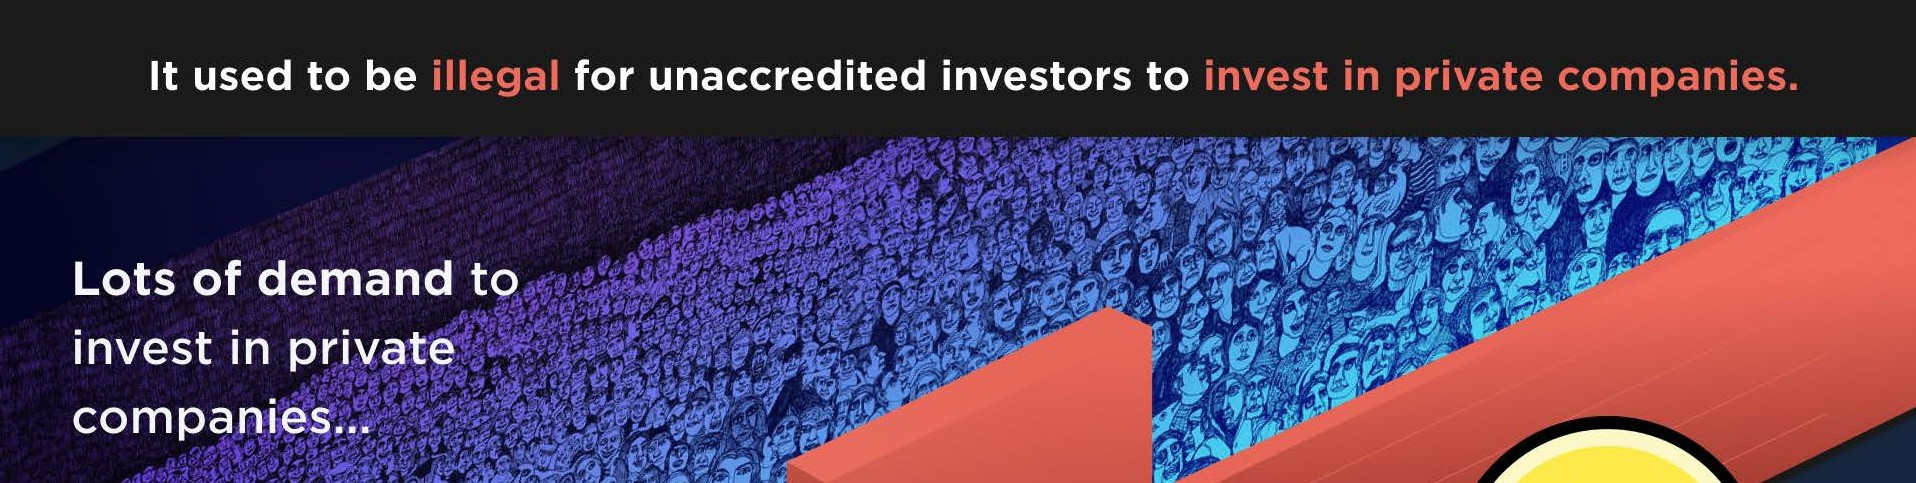 It used to be illegal for unaccredited investors to invest in private companies.
Lots of demand to
invest in private
companies...